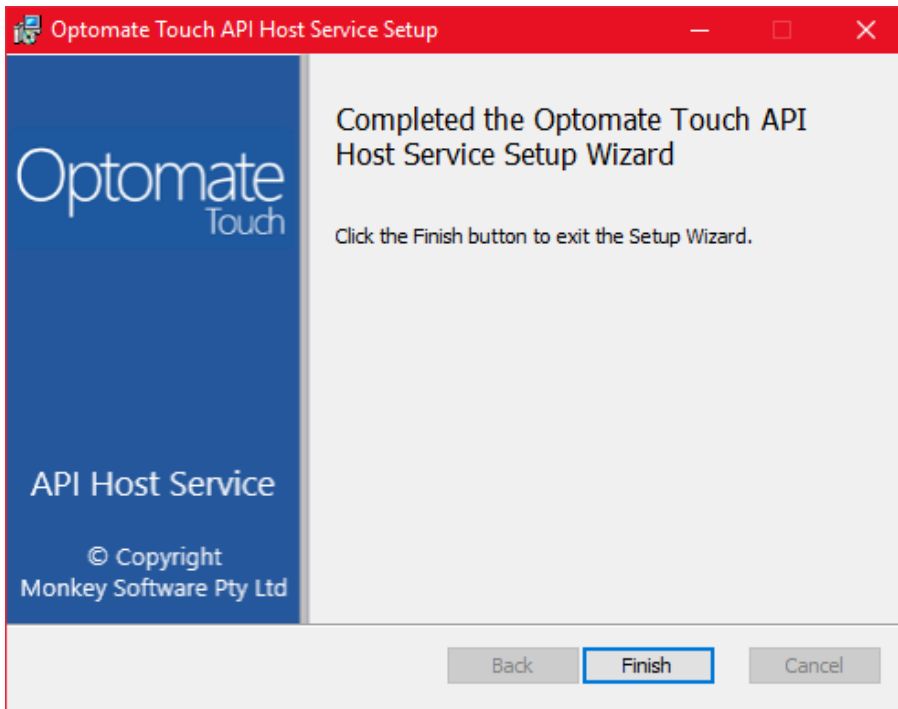 Optomate Touch API Host Service Setup
Optomate
Touch
API Host Service
© Copyright
Monkey Software Pty Ltd
Completed the Optomate Touch API
Host Service Setup Wizard
Click the Finish button to exit the Setup Wizard.
Back
Finish
Cancel